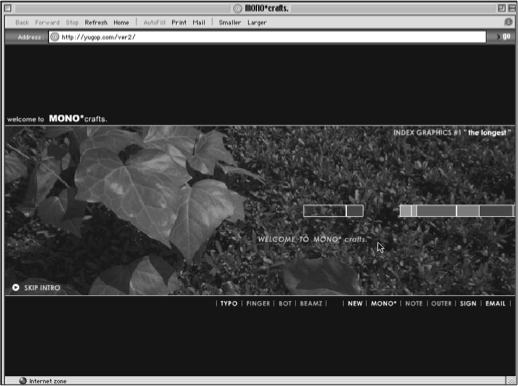 MONO*crafts.
Back Forward Stop Refresh Home AutoFill Print Mail Smaller Larger
Address: http://yugop.com/ver2/ go
welcome to MONO*crafts.
INDEX GRAPHICS #1 "the longest"
WELCOME TO MONO* crafts.
SKIP INTRO
| TYPO | FINGER | BOT | BEAMZ | | NEW | MONO* | NOTE | OUTER | SIGN | EMAIL |
Internet zone